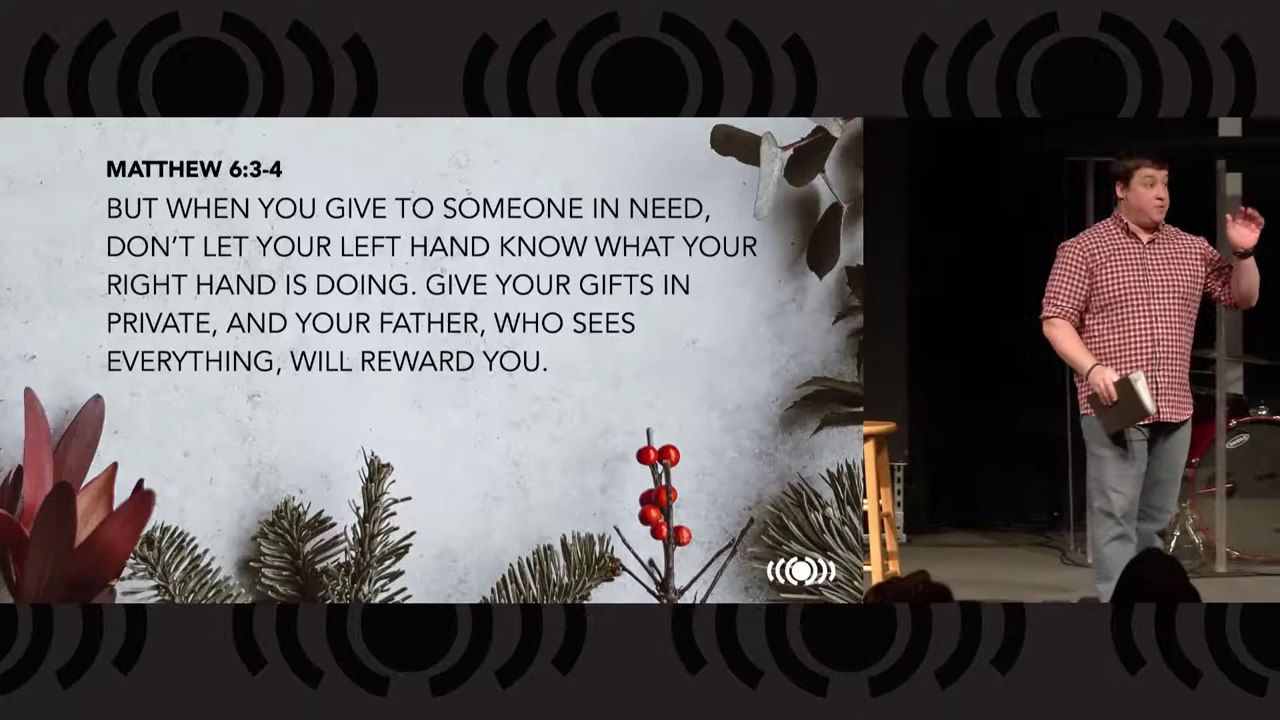 MATTHEW 6:3-4
BUT WHEN YOU GIVE TO SOMEONE IN NEED,
DON'T LET YOUR LEFT HAND KNOW WHAT YOUR
RIGHT HAND IS DOING. GIVE YOUR GIFTS IN
PRIVATE, AND YOUR FATHER, WHO SEES
EVERYTHING, WILL REWARD YOU.